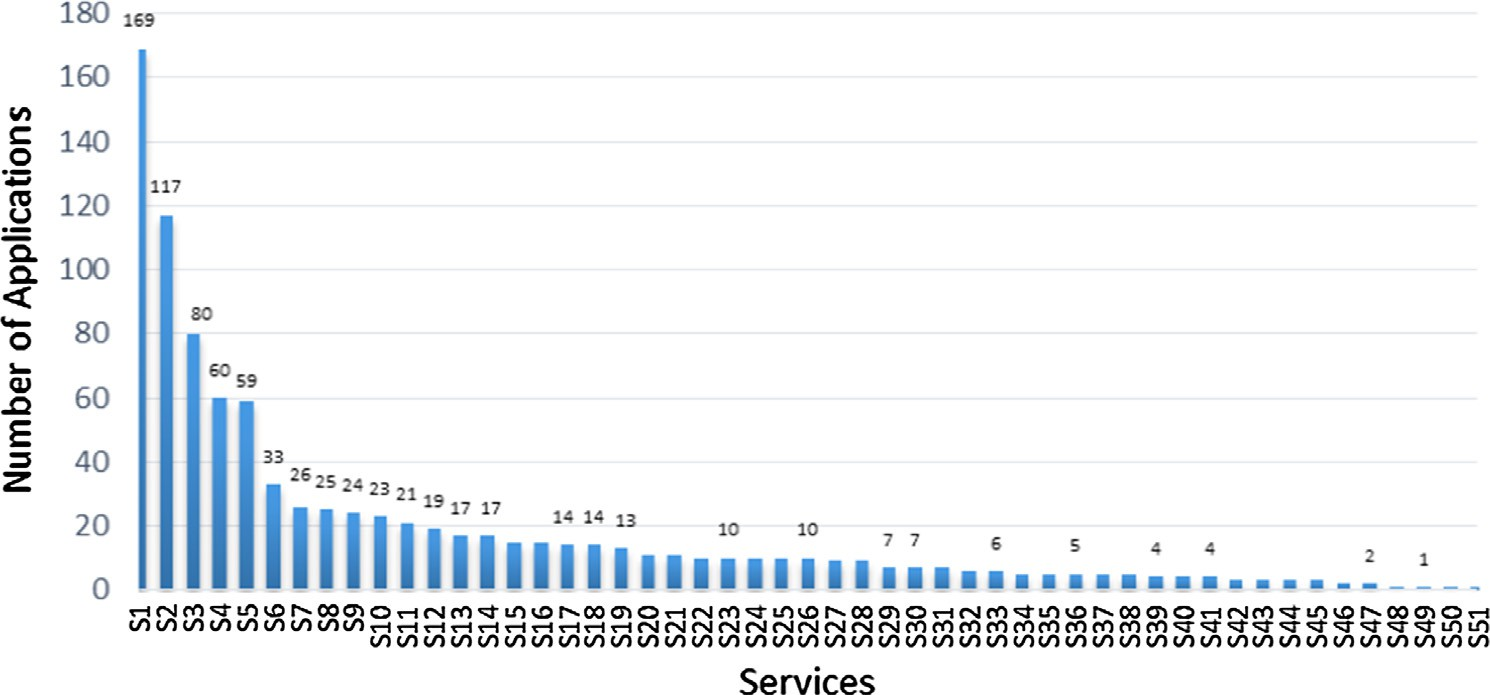 Number of Applications
180
160
140
120
100
80
60
40
20
0
169
117
80
60
59
33
26
25
24
23
21
19
17
17
14
14
13
10
10
7
7
6
5
4
4
2
1
S1
S2
S3
S4
S5
S6
S7
S8
S9
S10
S11
S12
S13
S14
S15
S16
S17
S18
S19
S20
S21
S22
S23
S24
S25
S26
S27
S28
S29
S30
S31
S32
S33
S34
S35
S36
S37
S38
S39
S40
S41
S42
S43
S44
S45
S46
S47
S48
S49
S50
S51
Services